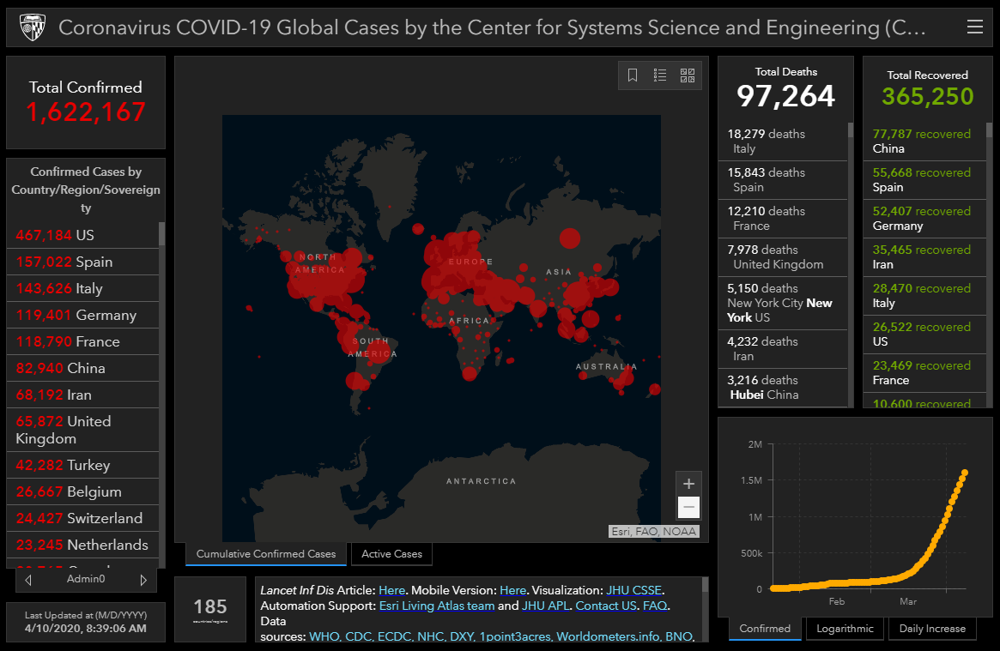 Coronavirus COVID-19 Global Cases by the Center for Systems Science and Engineering (C...
Total Confirmed
1,622,167
Confirmed Cases by
Country/Region/Sovereign
ty
467,184 US
157,022 Spain
143,626 Italy
119,401 Germany
118,790 France
82,940 China
68,192 Iran
65,872 United
Kingdom
42,282 Turkey
26,667 Belgium
24,427 Switzerland
23,245 Netherlands
Admin0
Last Updated at (M/D/YYYY)
4/10/2020, 8:39:06 AM
NORTH
AMERICA
EUROPE
ASIA
AFRICA
SOUTH
AMERICA
AUSTRALIA
ANTARCTICA
+
−
Esri, FAO, NOAA
Cumulative Confirmed Cases
Active Cases
185
countries/regions
Lancet Inf Dis Article: Here. Mobile Version: Here. Visualization: JHU CSSE.
Automation Support: Esri Living Atlas team and JHU APL. Contact US. FAQ.
Data
sources: WHO, CDC, ECDC, NHC, DXY, 1point3acres, Worldometers.info, BNO,
Total Deaths
97,264
18,279 deaths
Italy
15,843 deaths
Spain
12,210 deaths
France
7,978 deaths
United Kingdom
5,150 deaths
New York City New
York US
4,232 deaths
Iran
3,216 deaths
Hubei China
Total Recovered
365,250
77,787 recovered
China
55,668 recovered
Spain
52,407 recovered
Germany
35,465 recovered
Iran
28,470 recovered
Italy
26,522 recovered
US
23,469 recovered
France
10,600 recovered
2M
1.5M
1M
500k
0
Feb
Mar
Confirmed
Logarithmic
Daily Increase